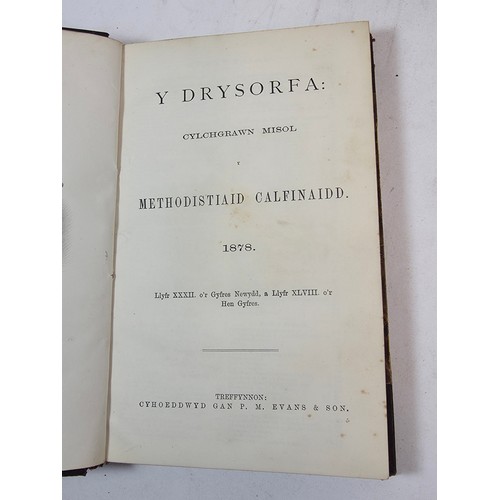 Y DRYSORFA:
CYLCHGRAWN MISOL
Y
METHODISTIAID CALFINAIDD.
1878.
Llyfr XXXII. o'r Gyfres Newydd, a Llyfr XLVIII. o'r
Hen Gyfres.
TREFFYNNON:
CYHOEDDWYD GAN P. M. EVANS & SON.